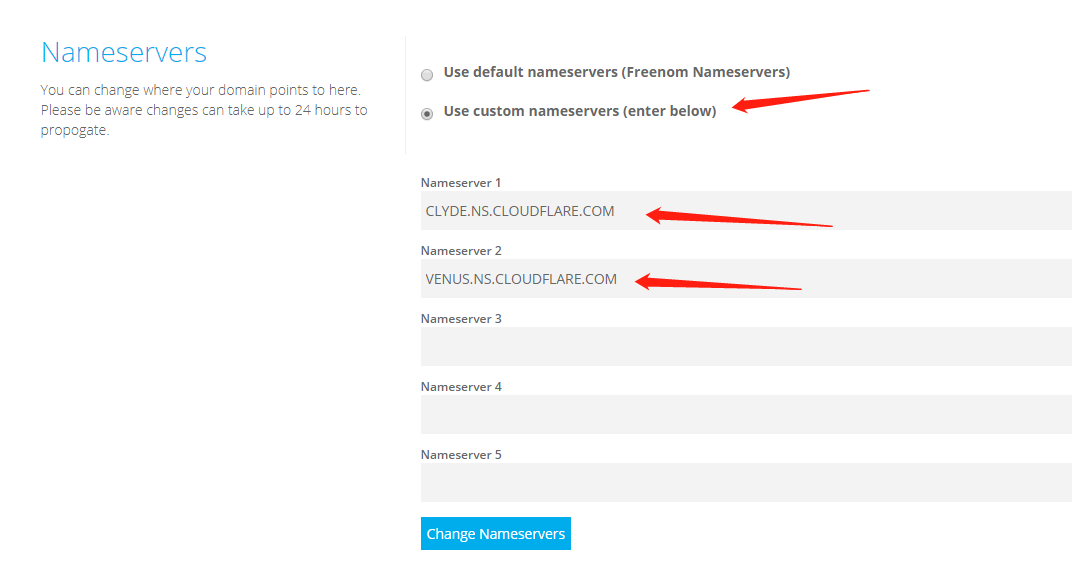 Nameservers
You can change where your domain points to here.
Please be aware changes can take up to 24 hours to
propogate.
Use default nameservers (Freenom Nameservers)
Use custom nameservers (enter below)
Nameserver 1
CLYDE.NS.CLOUDFLARE.COM
Nameserver 2
VENUS.NS.CLOUDFLARE.COM
Nameserver 3
Nameserver 4
Nameserver 5
Change Nameservers